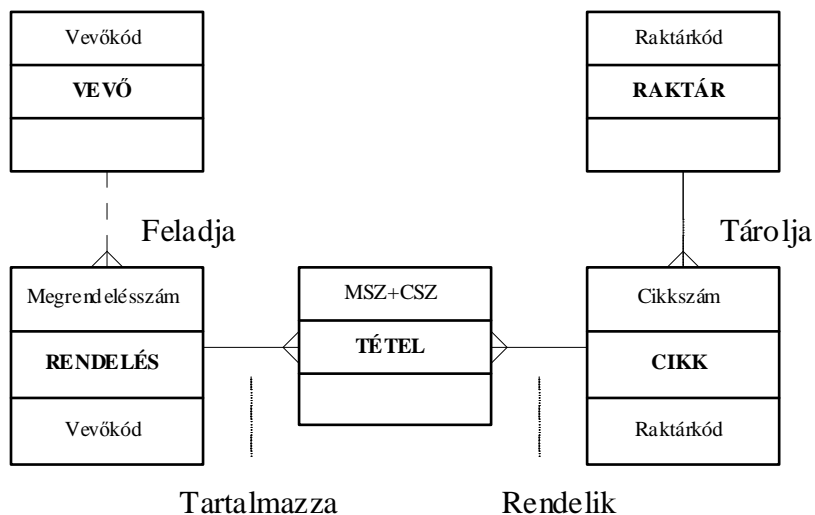 Vevőkód
VEVŐ
Raktárkód
RAKTÁR
Feladja
Tárolja
Megrendelésszám
RENDELÉS
Vevőkód
MSZ+CSZ
TÉTEL
Cikkszám
CIKK
Raktárkód
Tartalmazza
Rendelik